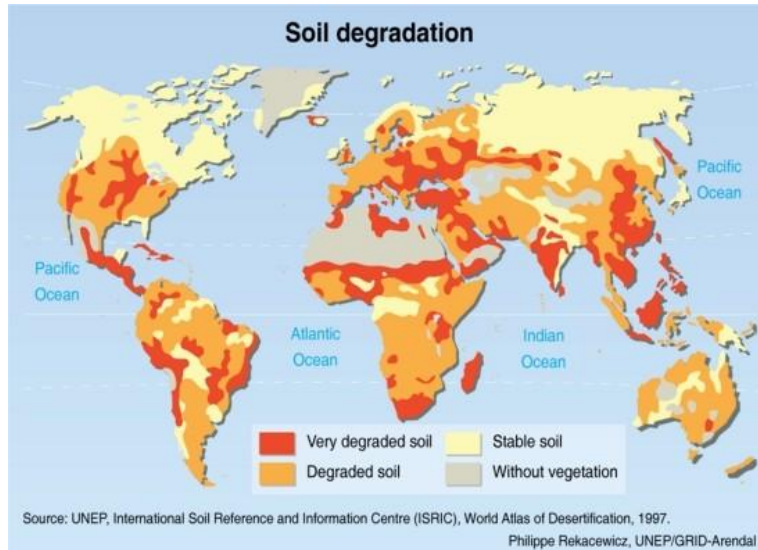 Soil degradation
Pacific
Ocean
Pacific
Ocean
Atlantic
Ocean
Indian
Ocean
Very degraded soil
Stable soil
Degraded soil
Without vegetation
Source: UNEP, International Soil Reference and Information Centre (ISRIC), World Atlas of Desertification, 1997.
Philippe Rekacewicz, UNEP/GRID-Arendal